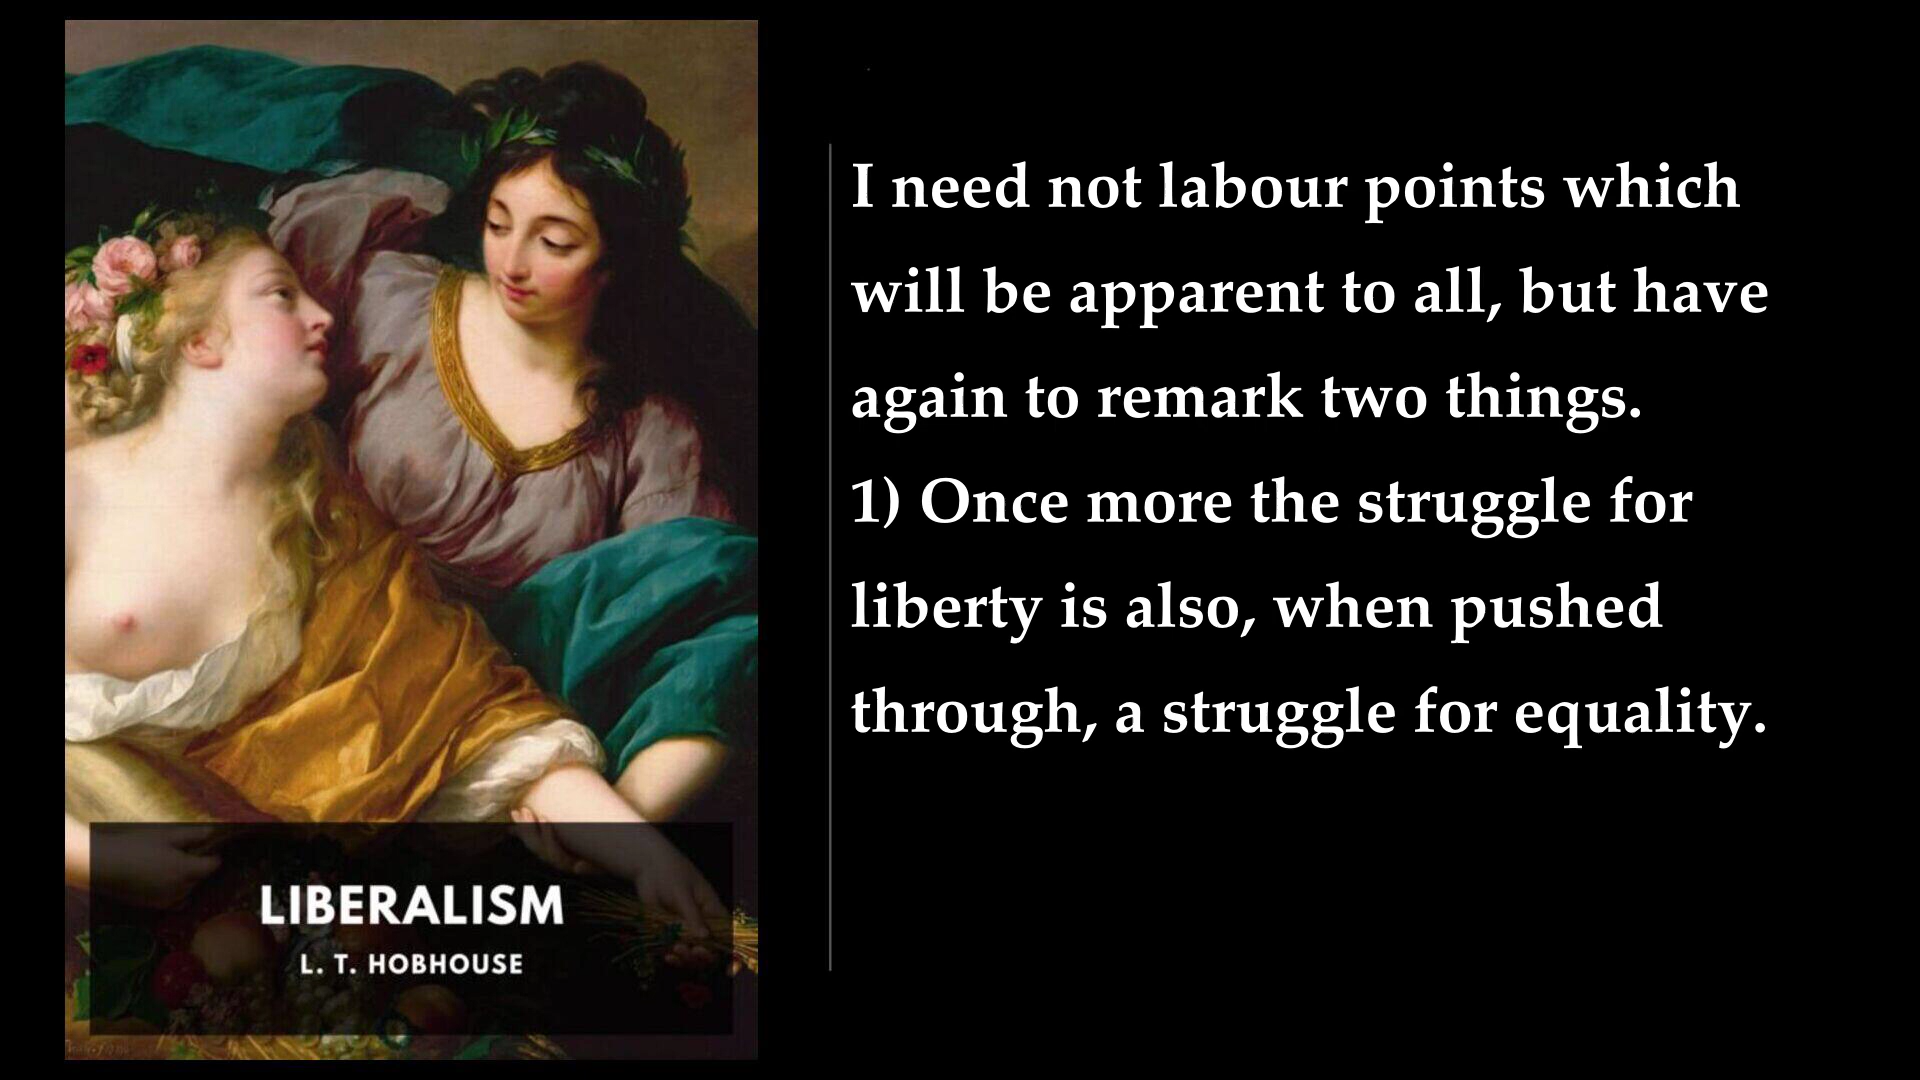 I need not labour points which
will be apparent to all, but have
again to remark two things.
1) Once more the struggle for
liberty is also, when pushed
through, a struggle for equality.
LIBERALISM
L. T. HOBHOUSE